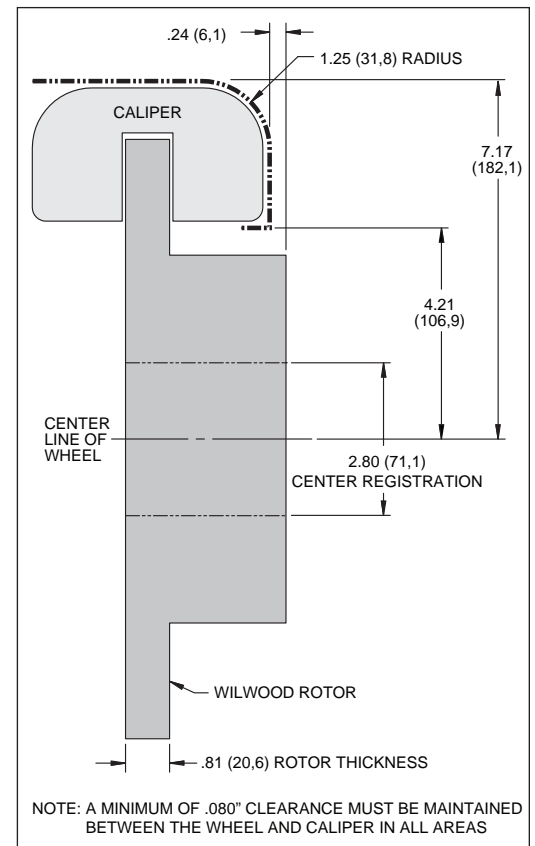 .24 (6,1)
1.25 (31,8) RADIUS
CALIPER
7.17
(182,1)
4.21
(106,9)
CENTER
LINE OF
WHEEL
2.80 (71,1)
CENTER REGISTRATION
WILWOOD ROTOR
.81 (20,6) ROTOR THICKNESS
NOTE: A MINIMUM OF .080" CLEARANCE MUST BE MAINTAINED
BETWEEN THE WHEEL AND CALIPER IN ALL AREAS